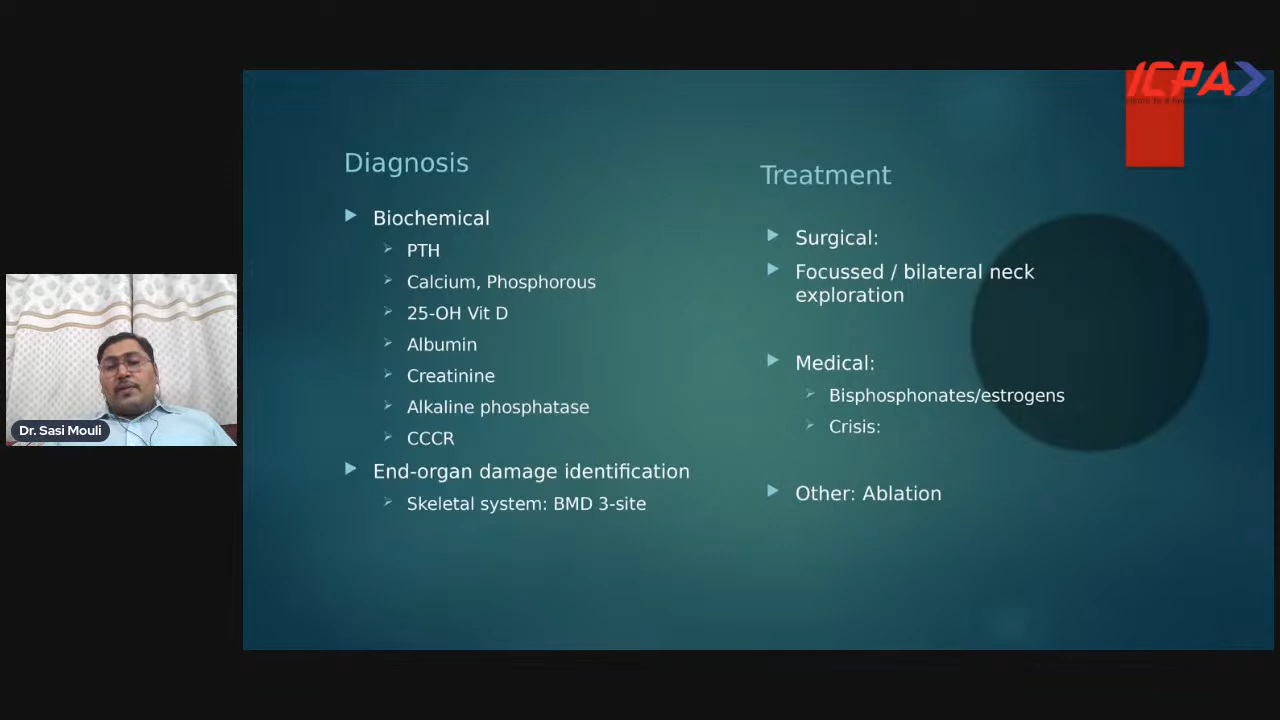 ICPA
Diagnosis
Biochemical
PTH
Calcium, Phosphorous
25-OH Vit D
Albumin
Creatinine
Alkaline phosphatase
CCCR
End-organ damage identification
Skeletal system: BMD 3-site
Treatment
Surgical:
Focussed / bilateral neck
exploration
Medical:
Bisphosphonates/estrogens
Crisis:
Other: Ablation
Dr. Sasi Mouli